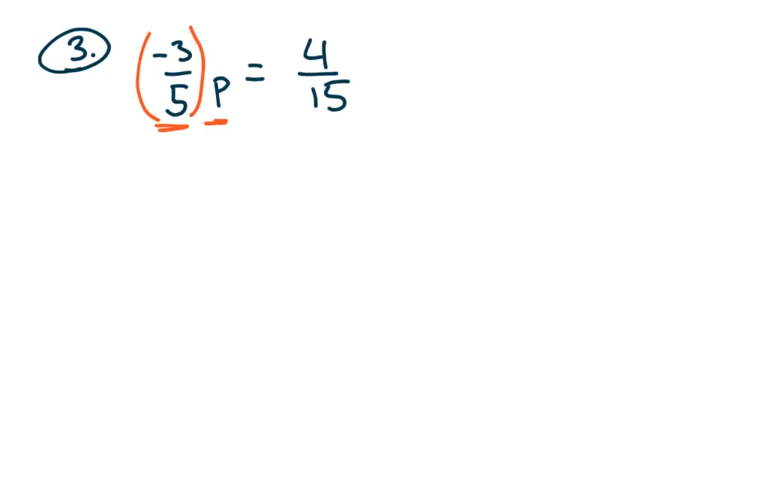 3. (-3/5)p = 4/15